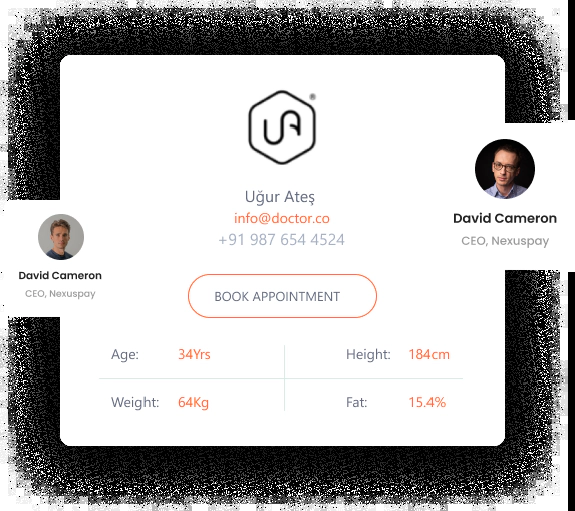 UA®
Uğur Ateş
info@doctor.co
+91 987 654 4524
BOOK APPOINTMENT
Age: 34Yrs Height: 184cm
Weight: 64Kg Fat: 15.4%
David Cameron
CEO, Nexuspay
David Cameron
CEO, Nexuspay